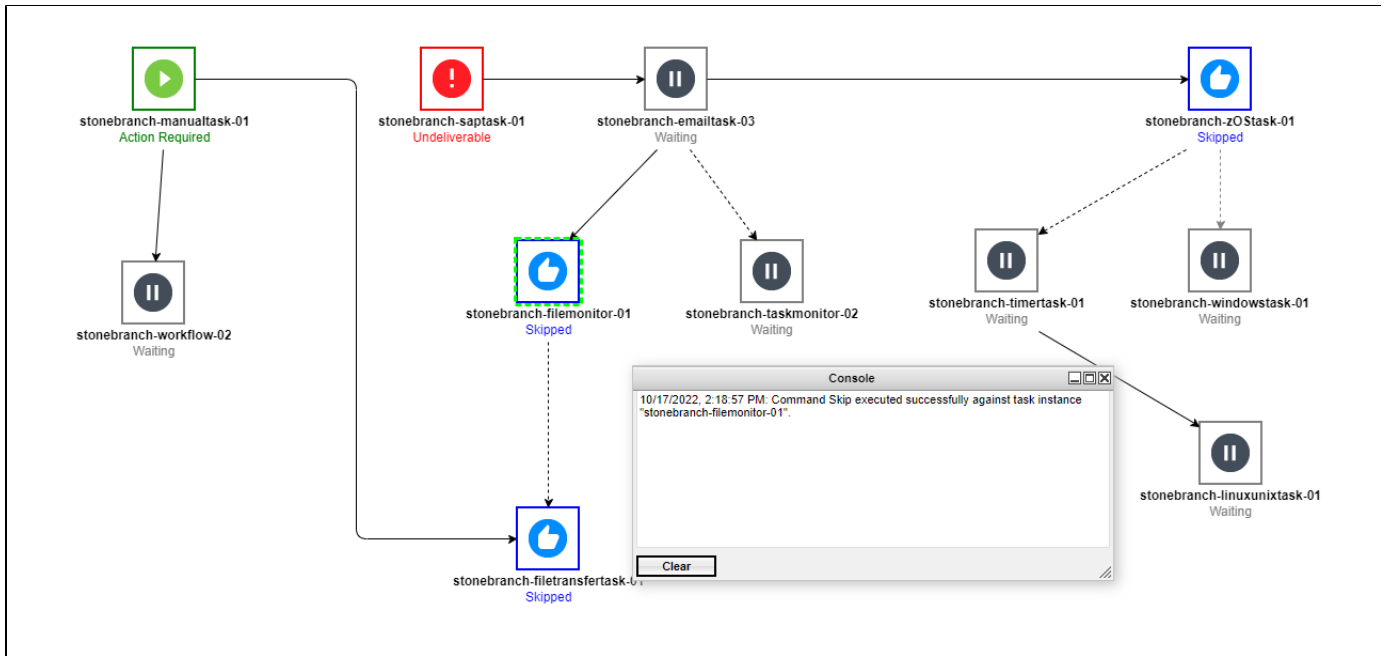 stonebranch-manualtask-01
Action Required
stonebranch-saptask-01
Undeliverable
stonebranch-emailtask-03
Waiting
stonebranch-zOStask-01
Skipped
stonebranch-workflow-02
Waiting
stonebranch-filemonitor-01
Skipped
stonebranch-taskmonitor-02
Waiting
stonebranch-timertask-01
Waiting
stonebranch-windowstask-01
Waiting
Console
10/17/2022, 2:18:57 PM: Command Skip executed successfully against task instance
"stonebranch-filemonitor-01".
Clear
stonebranch-linuxunixtask-01
Waiting
stonebranch-filetransfertask-01
Skipped